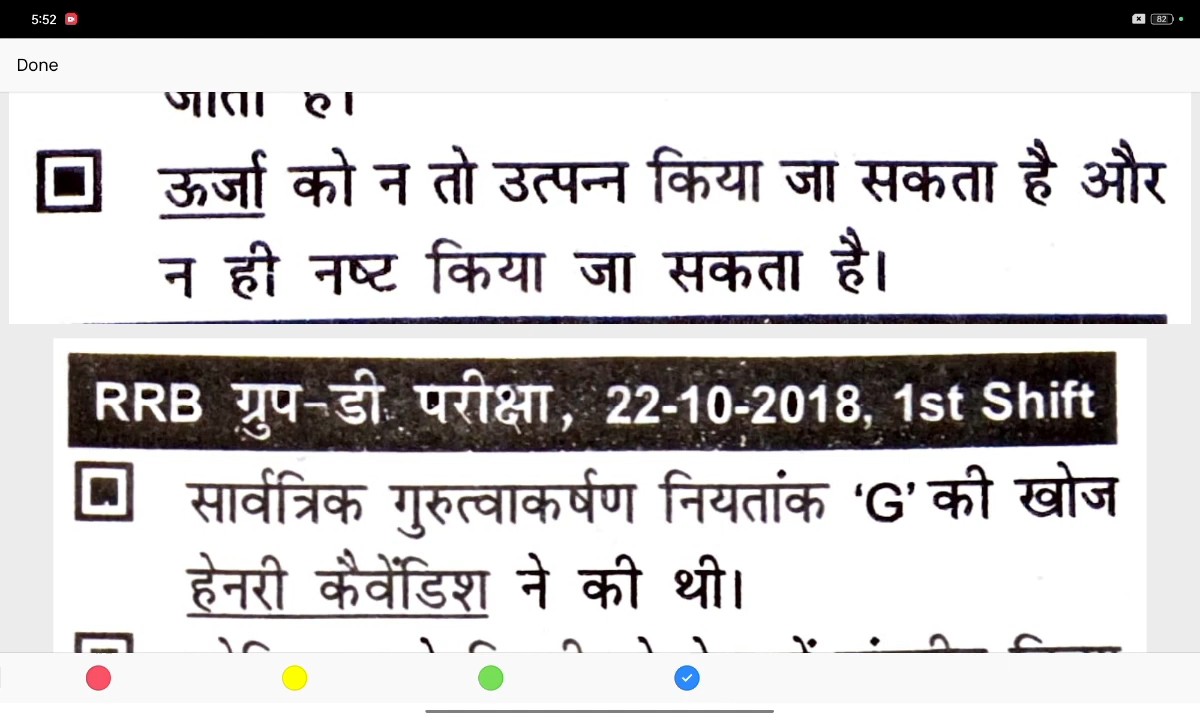 5:52
82
Done
जाता है।
ऊर्जा को न तो उत्पन्न किया जा सकता है और
न ही नष्ट किया जा सकता है।
RRB ग्रुप-डी परीक्षा, 22-10-2018, 1st Shift
सार्वत्रिक गुरुत्वाकर्षण नियतांक ‘G’ की खोज
हेनरी कैवेंडिश ने की थी।